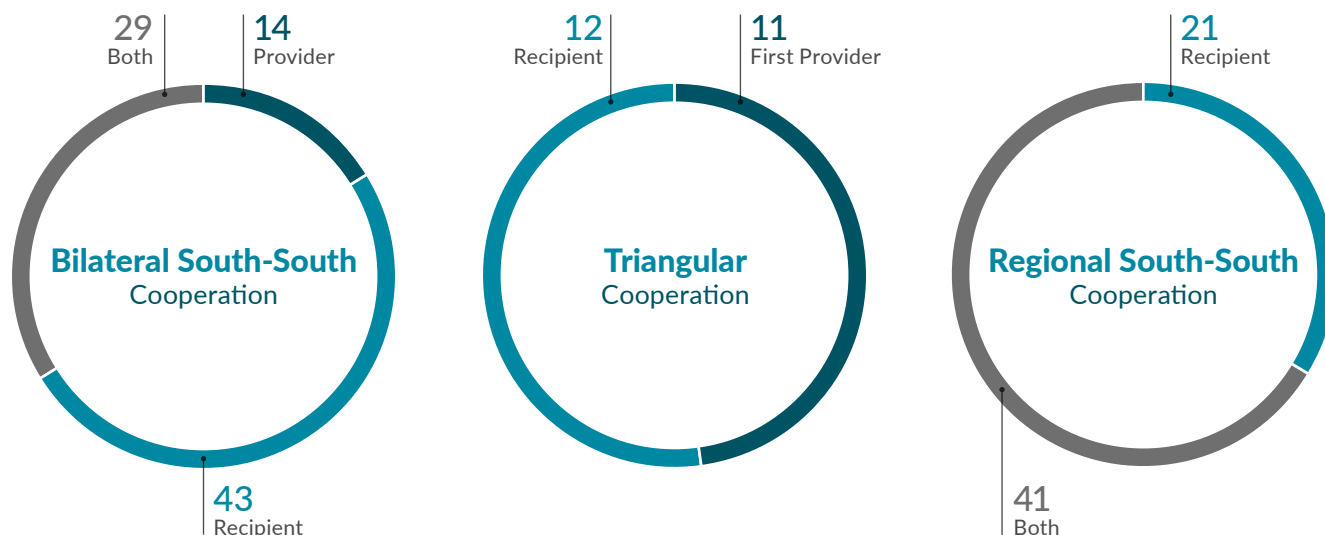 29
Both
14
Provider
Bilateral South-South
Cooperation
43
Recipient
12
Recipient
11
First Provider
Triangular
Cooperation
21
Recipient
Regional South-South
Cooperation
41
Both